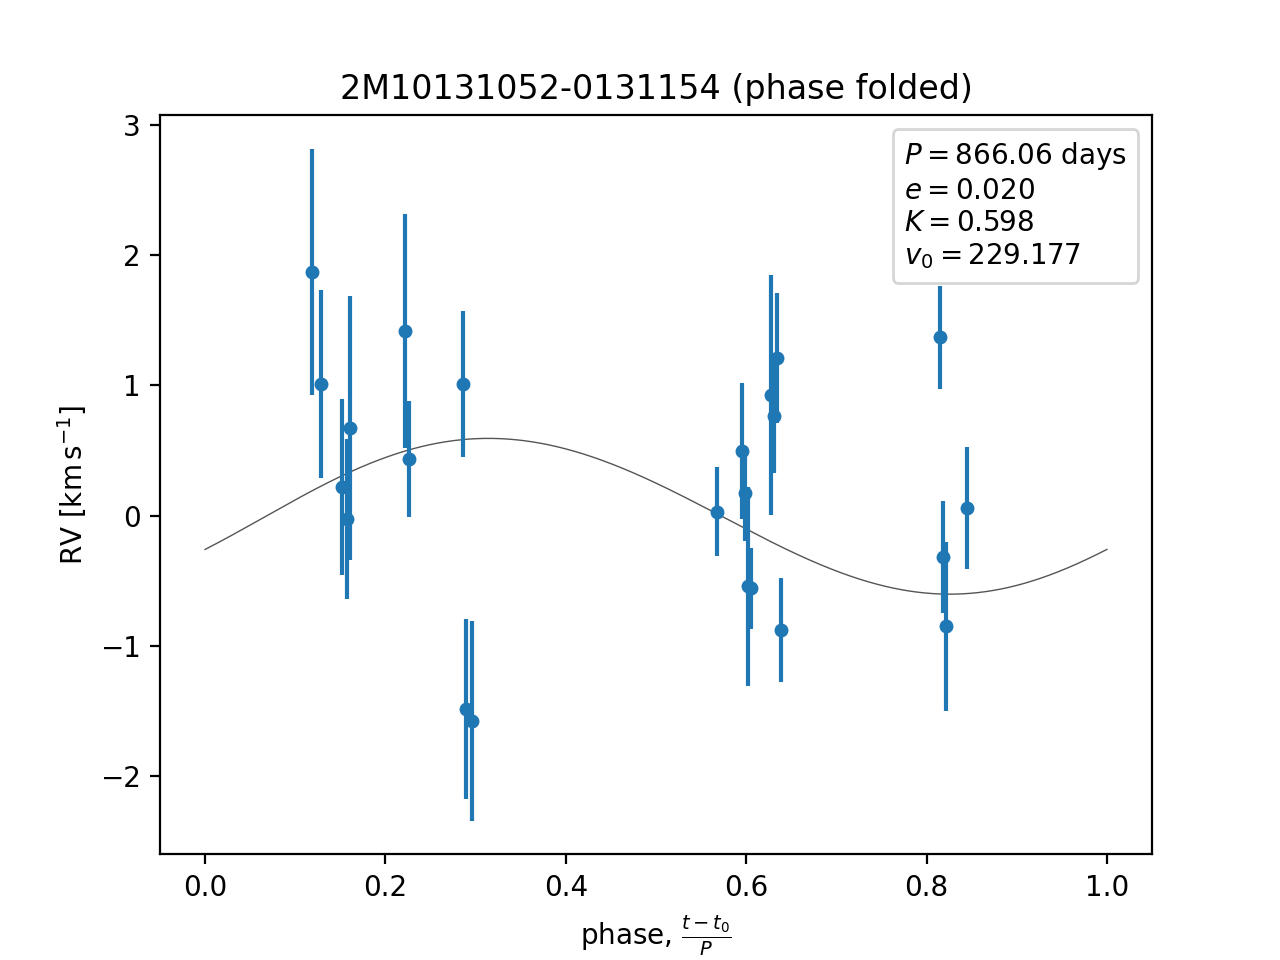 2M10131052-0131154 (phase folded)
P = 866.06 days
e = 0.020
K = 0.598
v₀ = 229.177
3
2
1
0
−1
−2
RV [km s⁻¹]
0.0 0.2 0.4 0.6 0.8 1.0
phase, (t − t₀)/P